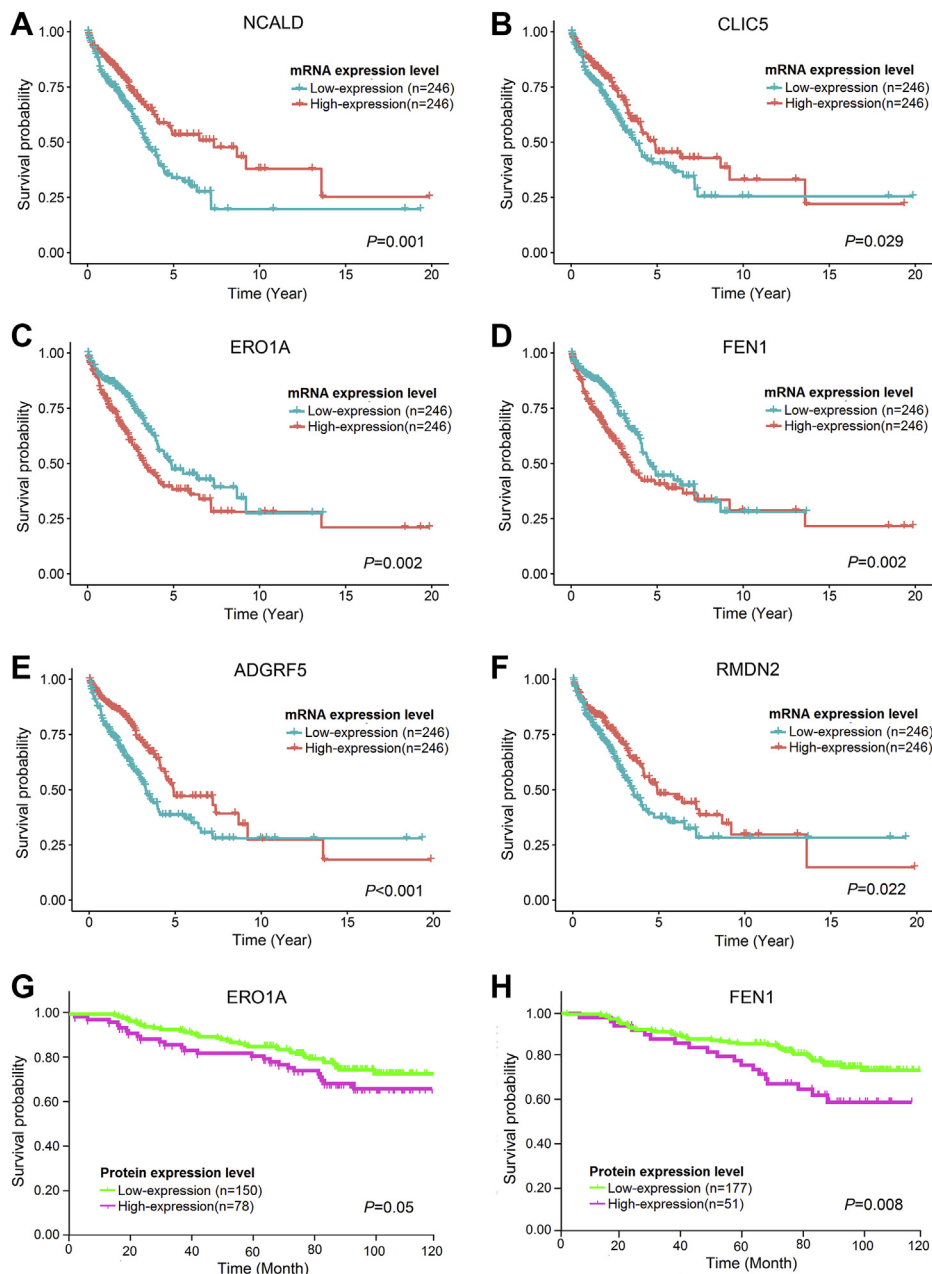 A
NCALD
Survival probability
1.00
0.75
0.50
0.25
0.00
mRNA expression level
Low-expression (n=246)
High-expression (n=246)
P=0.001
0 5 10 15 20
Time (Year)
B
CLIC5
Survival probability
1.00
0.75
0.50
0.25
0.00
mRNA expression level
Low-expression (n=246)
High-expression (n=246)
P=0.029
0 5 10 15 20
Time (Year)
C
ERO1A
Survival probability
1.00
0.75
0.50
0.25
0.00
mRNA expression level
Low-expression (n=246)
High-expression(n=246)
P=0.002
0 5 10 15 20
Time (Year)
D
FEN1
Survival probability
1.00
0.75
0.50
0.25
0.00
mRNA expression level
Low-expression (n=246)
High-expression(n=246)
P=0.002
0 5 10 15 20
Time (Year)
E
ADGRF5
Survival probability
1.00
0.75
0.50
0.25
0.00
mRNA expression level
Low-expression (n=246)
High-expression(n=246)
P<0.001
0 5 10 15 20
Time (Year)
F
RMDN2
Survival probability
1.00
0.75
0.50
0.25
0.00
mRNA expression level
Low-expression (n=246)
High-expression(n=246)
P=0.022
0 5 10 15 20
Time (Year)
G
ERO1A
Survival probability
1.00
0.80
0.60
0.40
0.20
0.00
Protein expression level
Low-expression (n=150)
High-expression(n=78)
P=0.05
0 20 40 60 80 100 120
Time (Month)
H
FEN1
Survival probability
1.00
0.80
0.60
0.40
0.20
0.00
Protein expression level
Low-expression (n=177)
High-expression(n=51)
P=0.008
0 20 40 60 80 100 120
Time (Month)